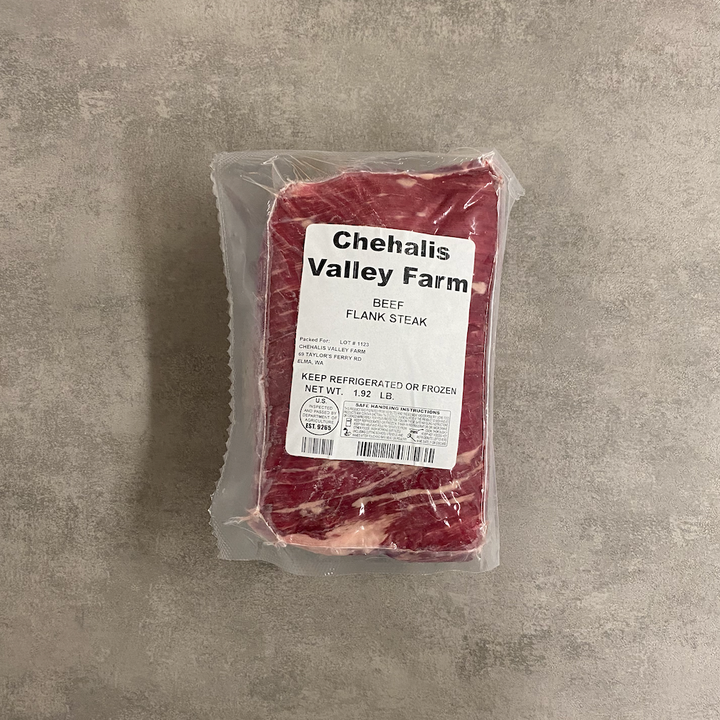 Chehalis
Valley Farm
BEEF
FLANK STEAK
Packed For: LOT # 1123
CHEHALIS VALLEY FARM
69 TAYLOR'S FERRY RD
ELMA, WA
KEEP REFRIGERATED OR FROZEN
NET WT. 1.92 LB.
U.S.
INSPECTED
AND PASSED BY
DEPARTMENT OF
AGRICULTURE
EST. 9265
SAFE HANDLING INSTRUCTIONS